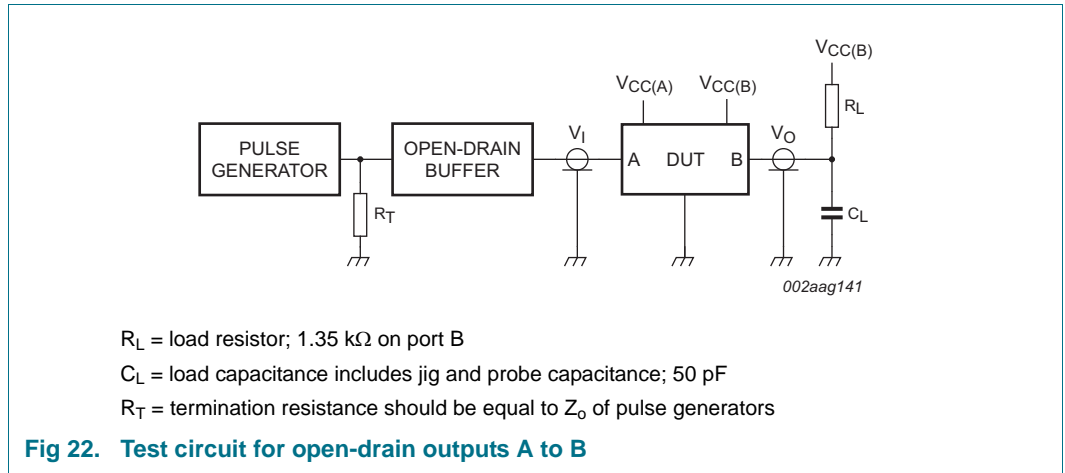 VCC(B)
VCC(A)
VCC(B)
RL
PULSE
GENERATOR
OPEN-DRAIN
BUFFER
VI
A
DUT
B
VO
RT
CL
002aag141
RL = load resistor; 1.35 kΩ on port B
CL = load capacitance includes jig and probe capacitance; 50 pF
RT = termination resistance should be equal to Zo of pulse generators
Fig 22. Test circuit for open-drain outputs A to B